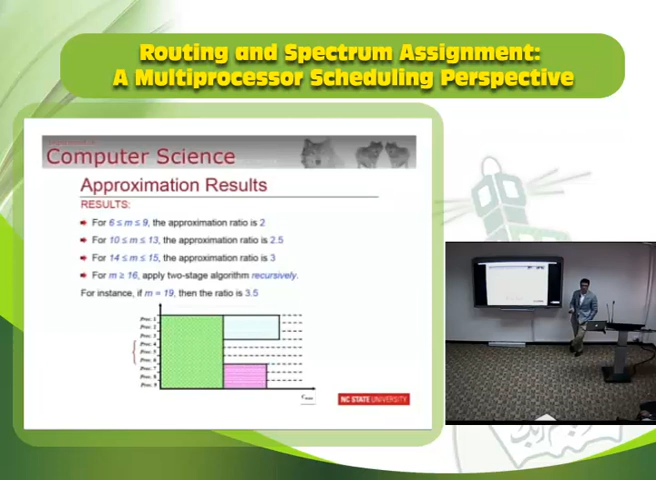 Routing and Spectrum Assignment:
A Multiprocessor Scheduling Perspective
Computer Science
Approximation Results
RESULTS:
For 6 ≤ m ≤ 9, the approximation ratio is 2
For 10 ≤ m ≤ 13, the approximation ratio is 2.5
For 14 ≤ m ≤ 15, the approximation ratio is 3
For m ≥ 16, apply two-stage algorithm recursively.
For instance, if m = 19, then the ratio is 3.5
Proc. 1
Proc. 2
Proc. 3
Proc. 4
Proc. 5
Proc. 6
Proc. 7
Proc. 8
Proc. 9
NC STATE UNIVERSITY